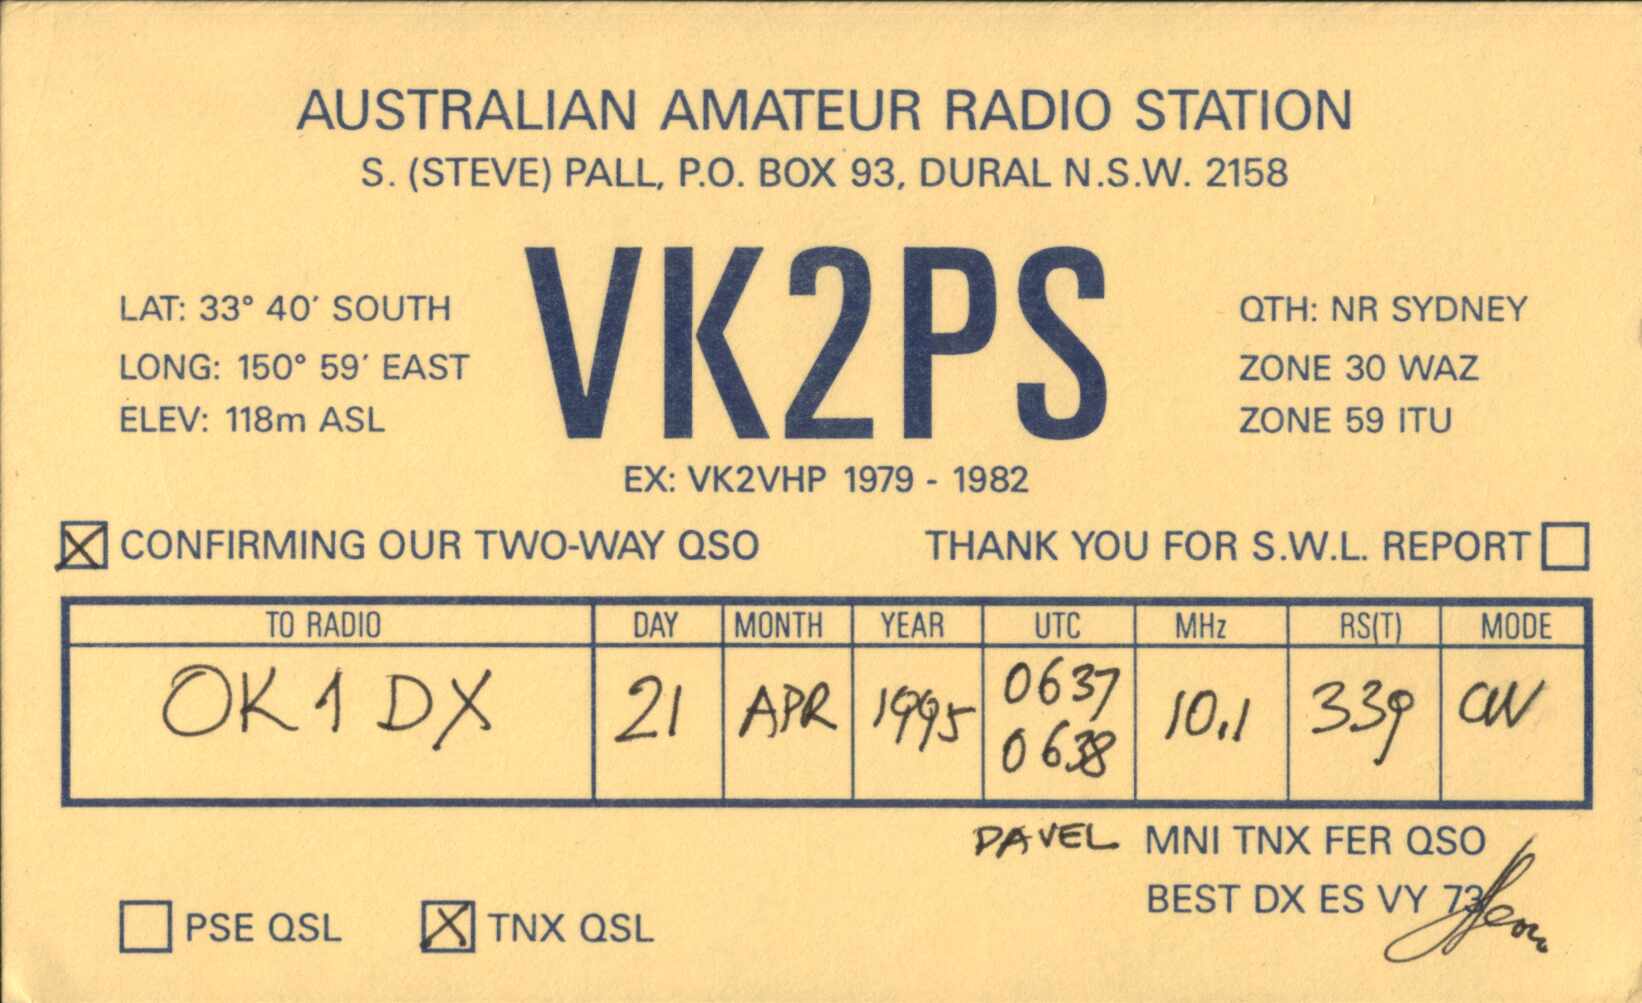 AUSTRALIAN AMATEUR RADIO STATION
S. (STEVE) PALL, P.O. BOX 93, DURAL N.S.W. 2158
VK2PS
LAT: 33° 40′ SOUTH
LONG: 150° 59′ EAST
ELEV: 118m ASL
QTH: NR SYDNEY
ZONE 30 WAZ
ZONE 59 ITU
EX: VK2VHP 1979 - 1982
CONFIRMING OUR TWO-WAY QSO THANK YOU FOR S.W.L. REPORT
TO RADIO DAY MONTH YEAR UTC MHz RS(T) MODE
OK1DX 21 APR 1995 0637 10.1 339 CW
0638
PAVEL MNI TNX FER QSO
BEST DX ES VY 73
PSE QSL TNX QSL